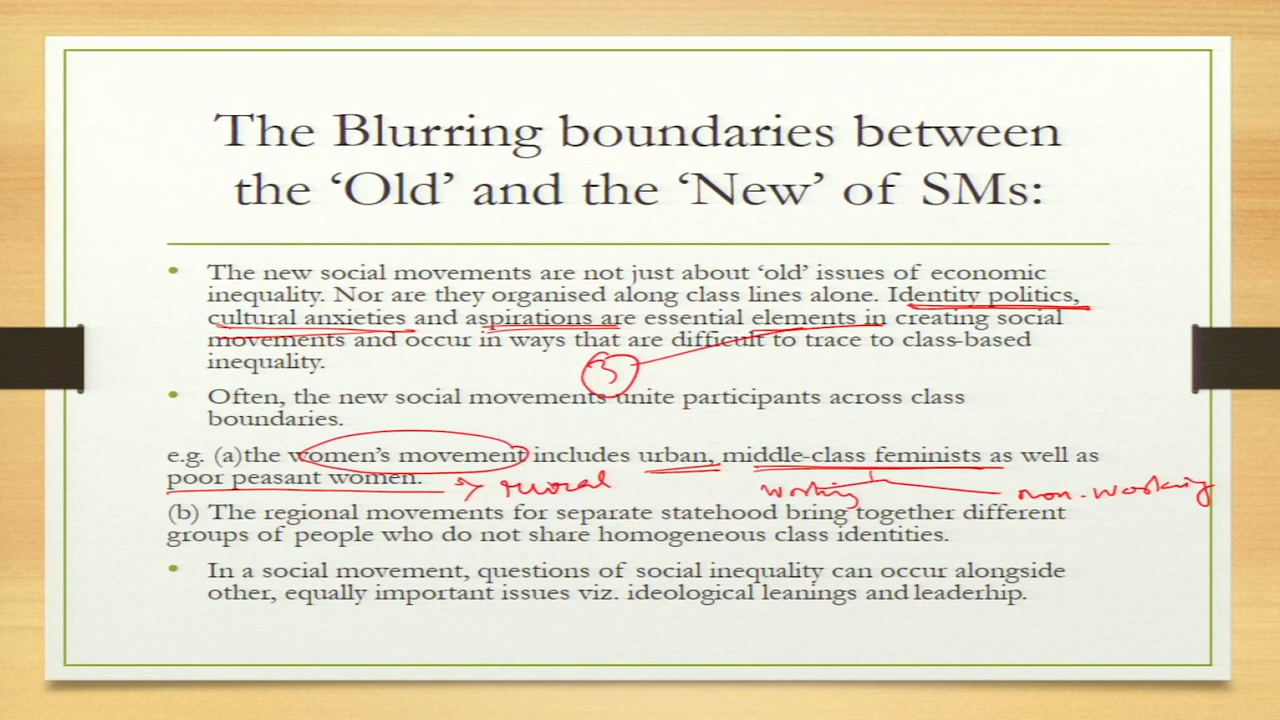 The Blurring boundaries between
the ‘Old’ and the ‘New’ of SMs:
• The new social movements are not just about ‘old’ issues of economic
inequality. Nor are they organised along class lines alone. Identity politics,
cultural anxieties and aspirations are essential elements in creating social
movements and occur in ways that are difficult to trace to class-based
inequality.
3
• Often, the new social movements unite participants across class
boundaries.
e.g. (a)the women’s movement includes urban, middle-class feminists as well as
poor peasant women.
rural working non-working
(b) The regional movements for separate statehood bring together different
groups of people who do not share homogeneous class identities.
• In a social movement, questions of social inequality can occur alongside
other, equally important issues viz. ideological leanings and leaderhip.